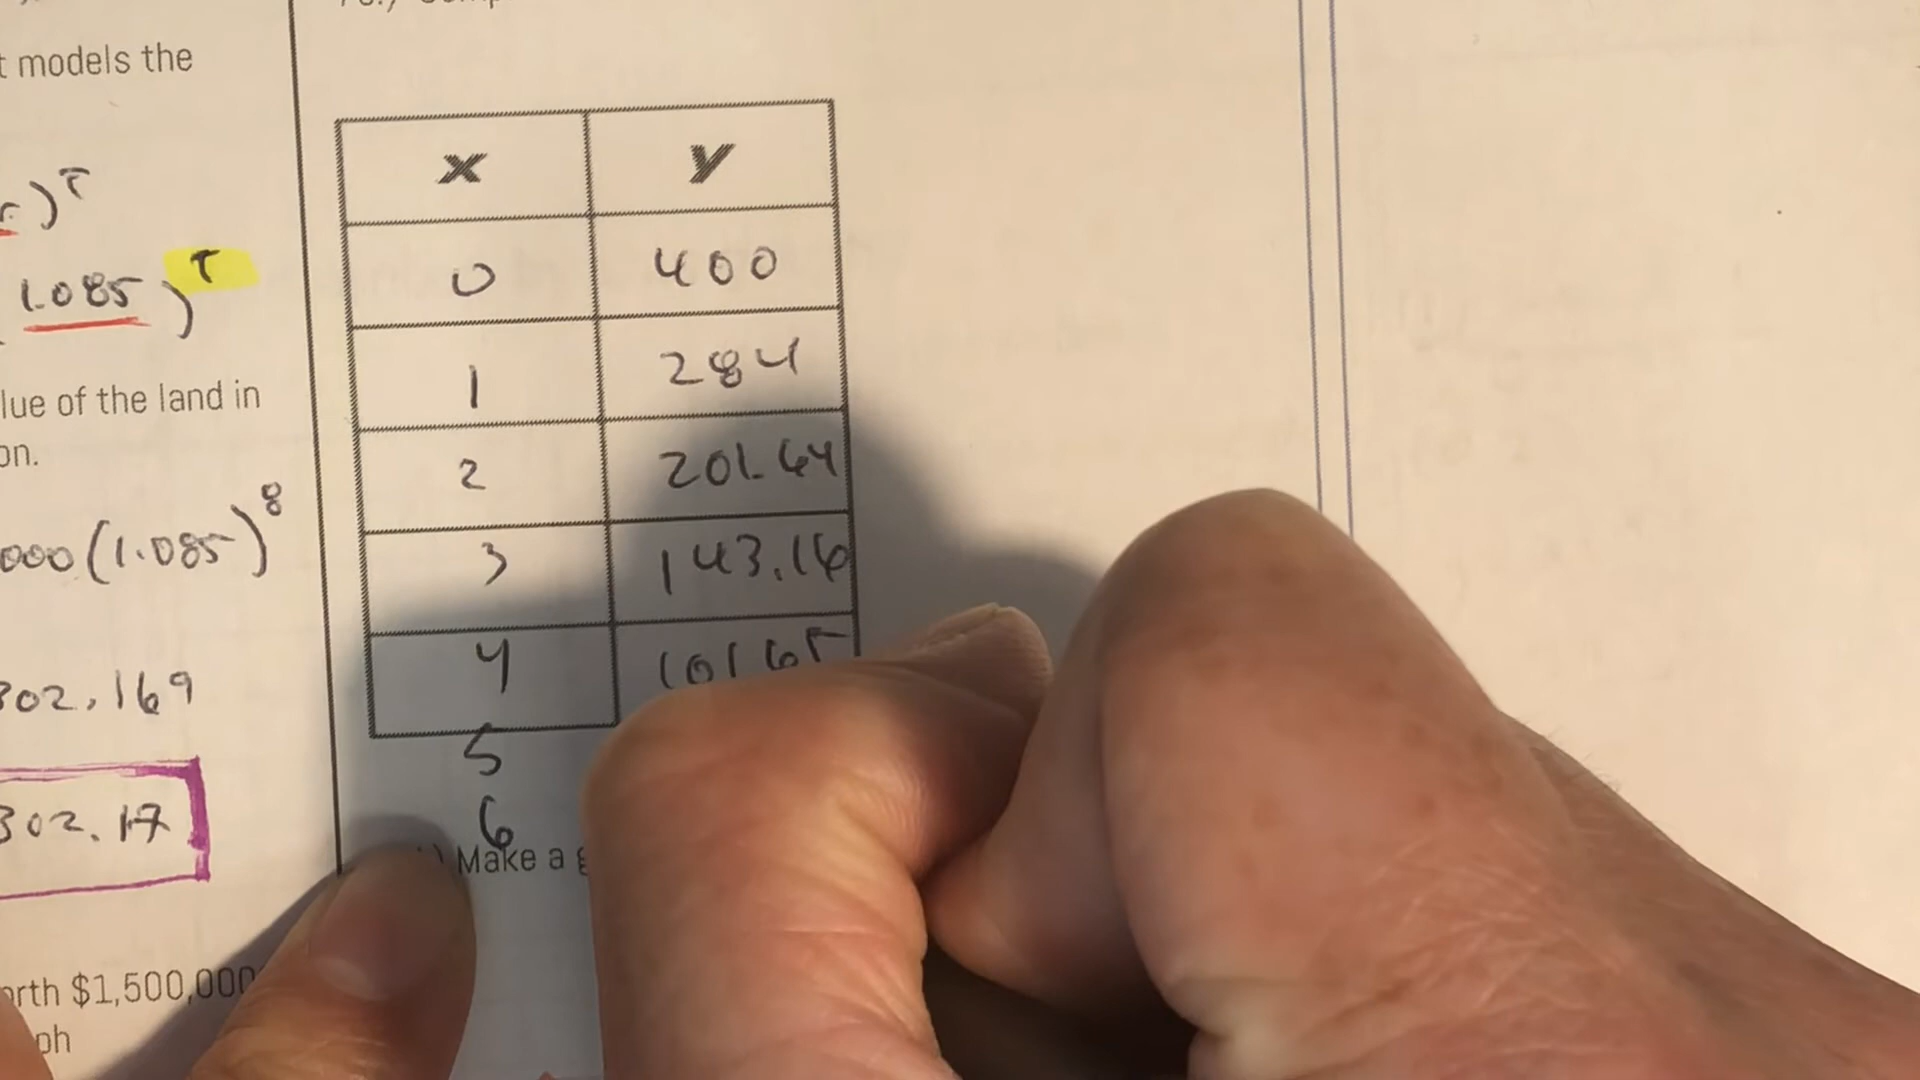 models the
)ᵀ
1.085)ᵀ
lue of the land in
on.
000(1.085)⁸
302,169
302.17
orth $1,500,000
ph
x y
0 400
1 284
2 201.64
3 143.16
4 101.65
5
6
Make a